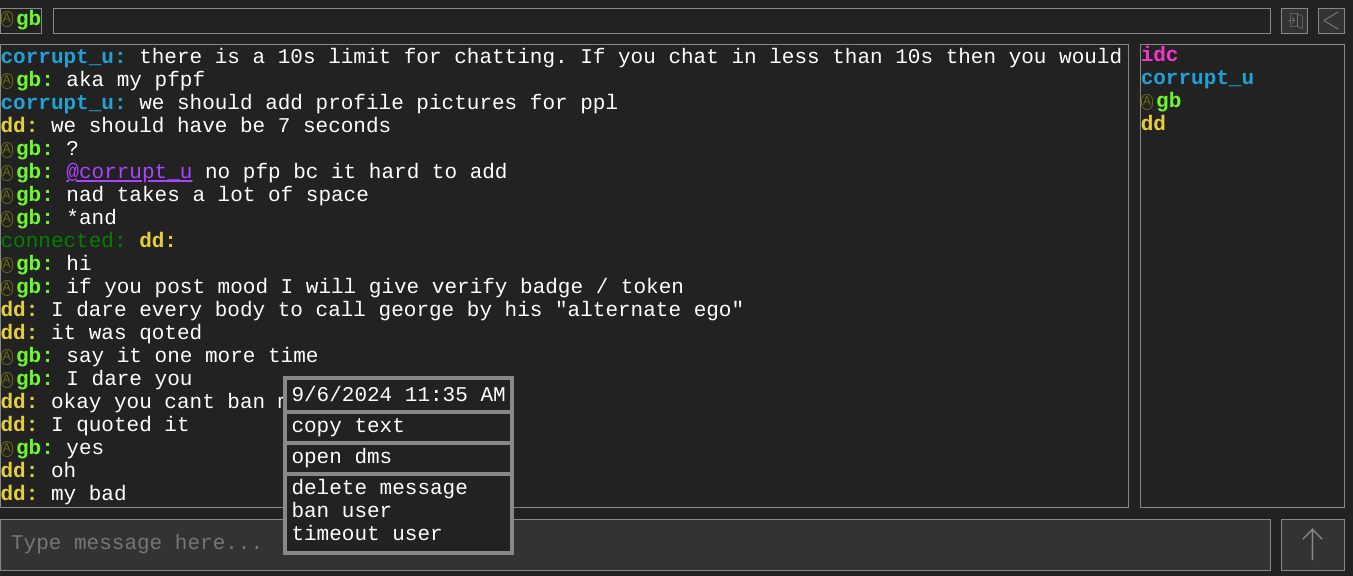 Ⓐgb
corrupt_u: there is a 10s limit for chatting. If you chat in less than 10s then you would
Ⓐgb: aka my pfpf
corrupt_u: we should add profile pictures for ppl
dd: we should have be 7 seconds
Ⓐgb: ?
Ⓐgb: @corrupt_u no pfp bc it hard to add
Ⓐgb: nad takes a lot of space
Ⓐgb: *and
connected: dd:
Ⓐgb: hi
Ⓐgb: if you post mood I will give verify badge / token
dd: I dare every body to call george by his "alternate ego"
dd: it was qoted
Ⓐgb: say it one more time
Ⓐgb: I dare you
dd: okay you cant ban
dd: I quoted it
Ⓐgb: yes
dd: oh
dd: my bad
9/6/2024 11:35 AM
copy text
open dms
delete message
ban user
timeout user
Type message here...
idc
corrupt_u
Ⓐgb
dd